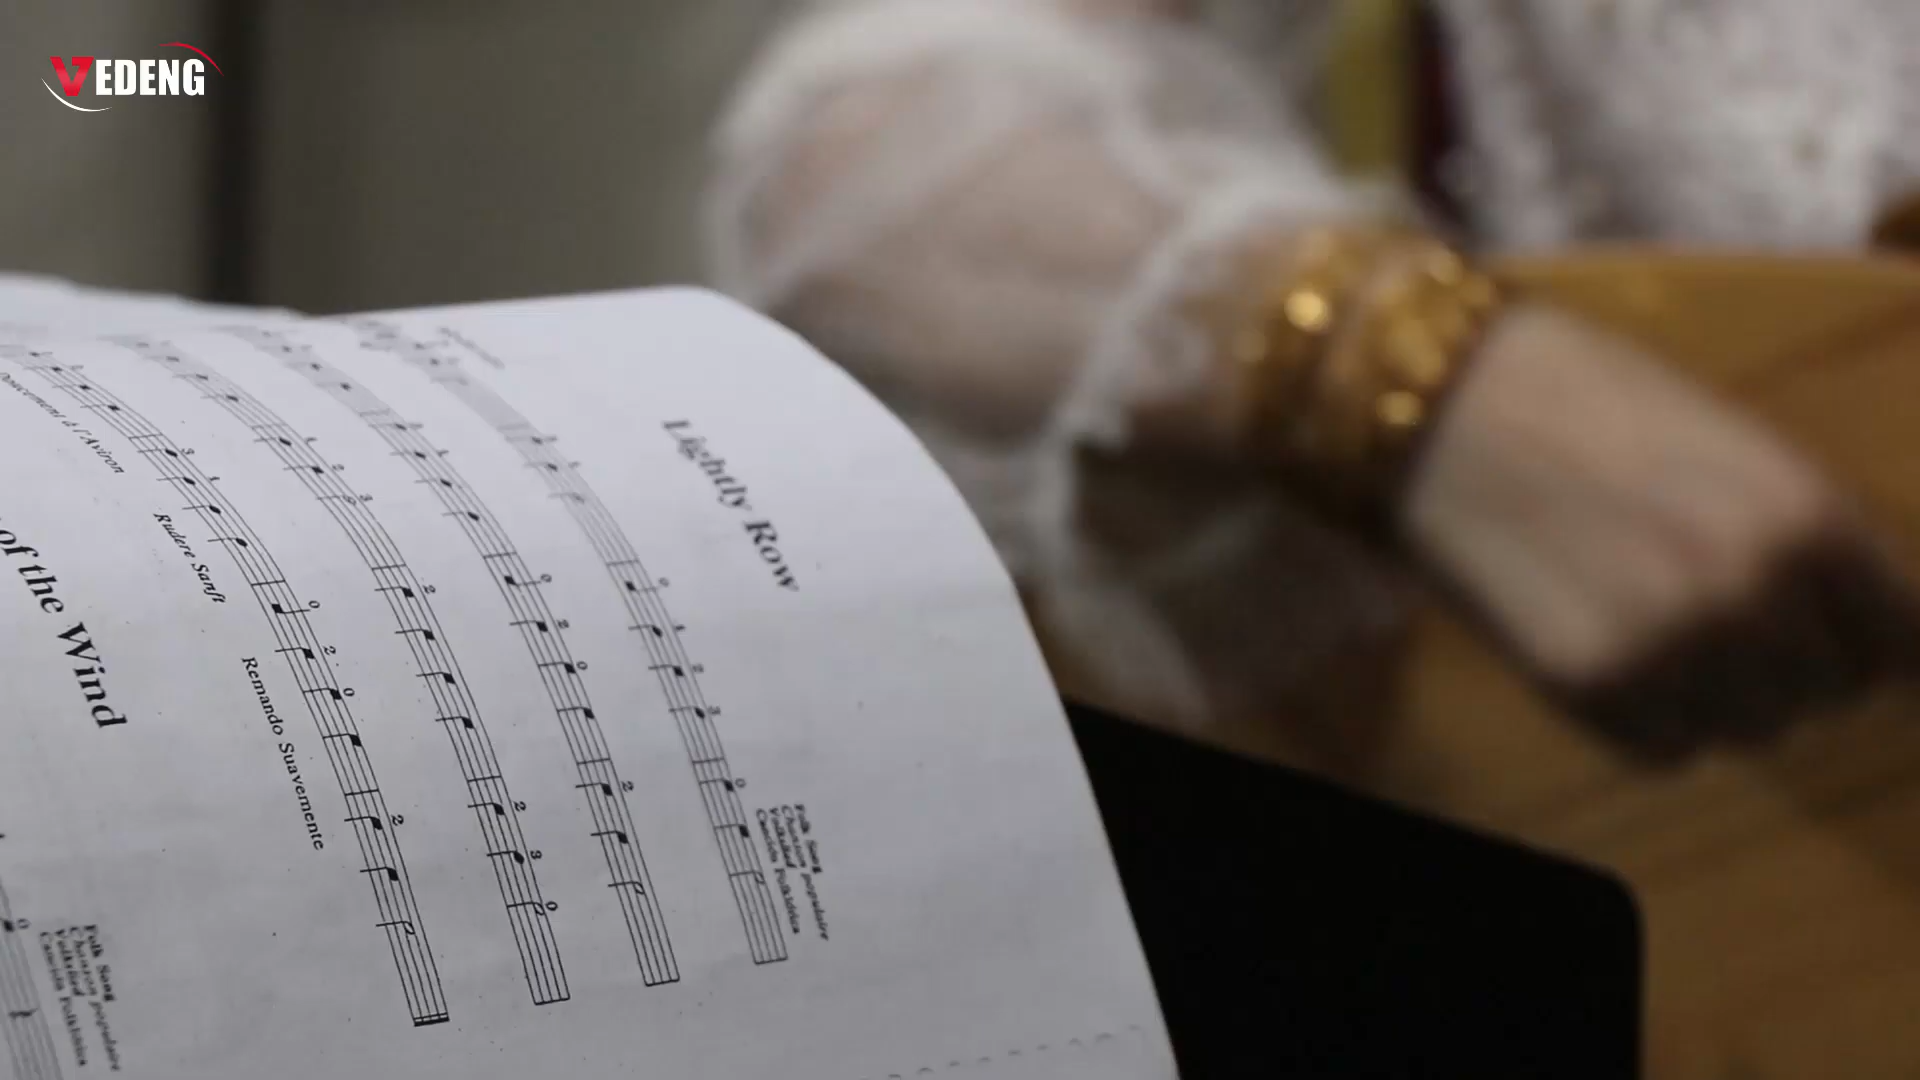 VEDENG
Lightly Row
Folk Song
Chanson populaire
Volkslied
Canción Folklórica
Doucement à l'Aviron
Rudere Sanft
Remando Suavemente
of the Wind
Folk Song
Chanson populaire
Volkslied
Canción Folklórica